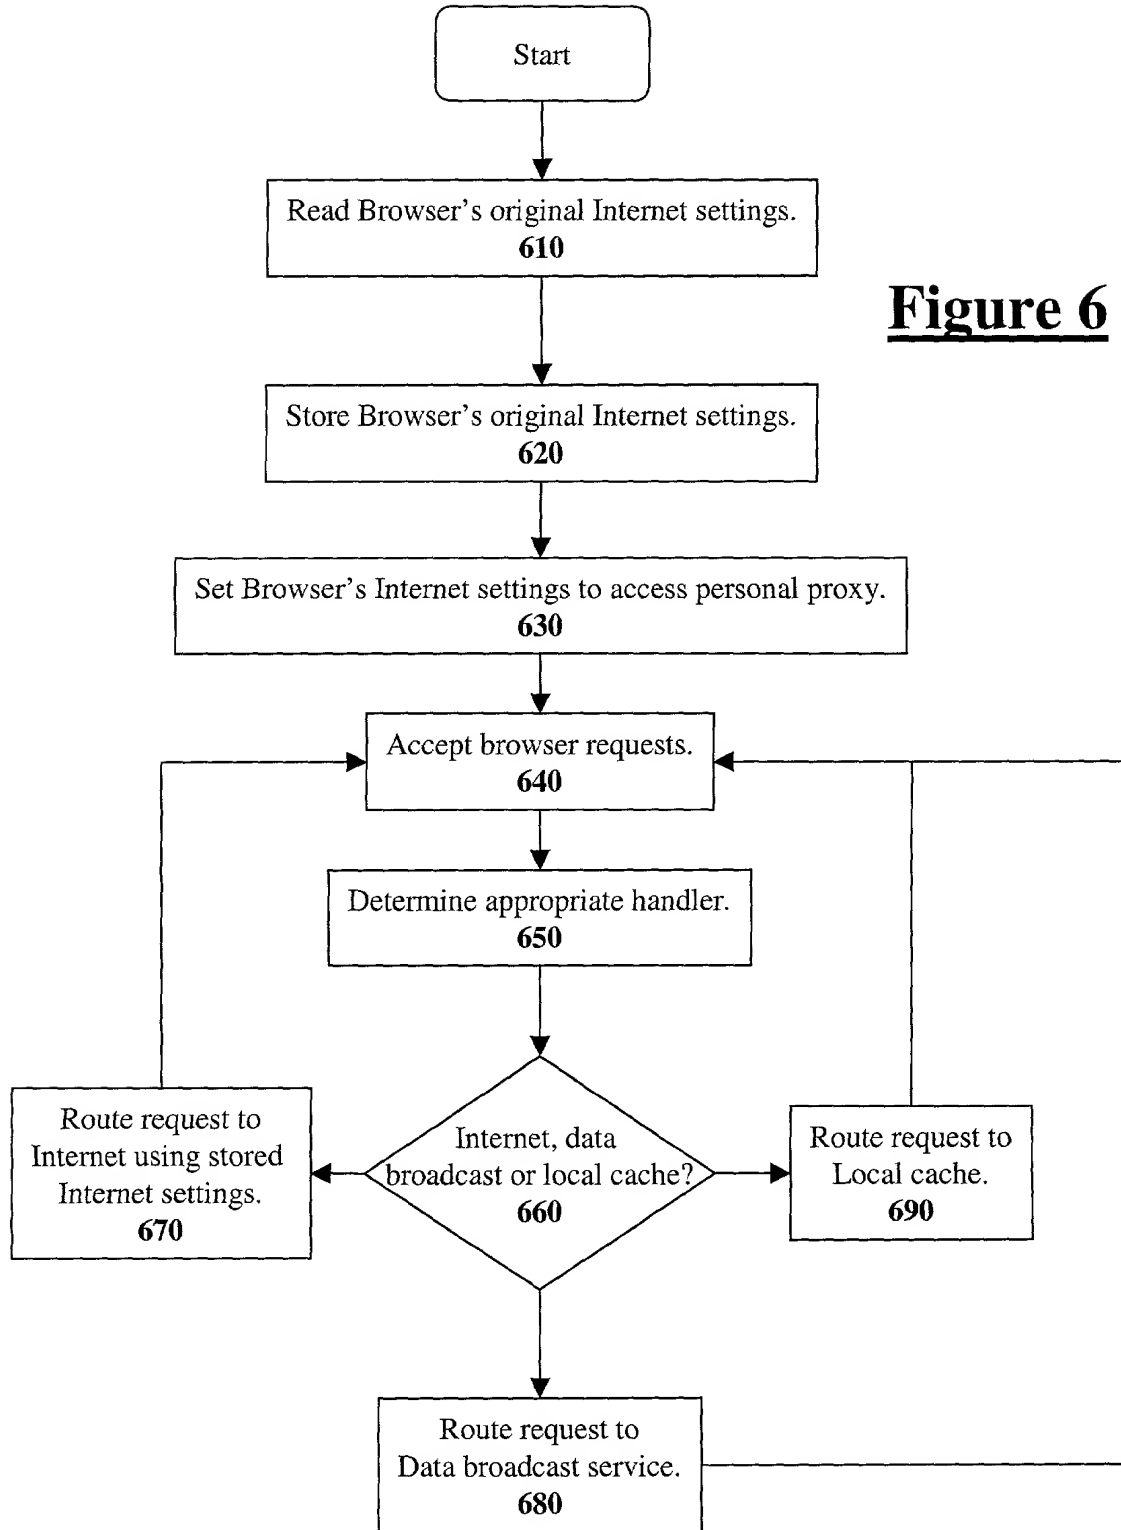 Start
Read Browser's original Internet settings.
610
Figure 6
Store Browser's original Internet settings.
620
Set Browser's Internet settings to access personal proxy.
630
Accept browser requests.
640
Determine appropriate handler.
650
Route request to
Internet using stored
Internet settings.
670
Internet, data
broadcast or local cache?
660
Route request to
Local cache.
690
Route request to
Data broadcast service.
680